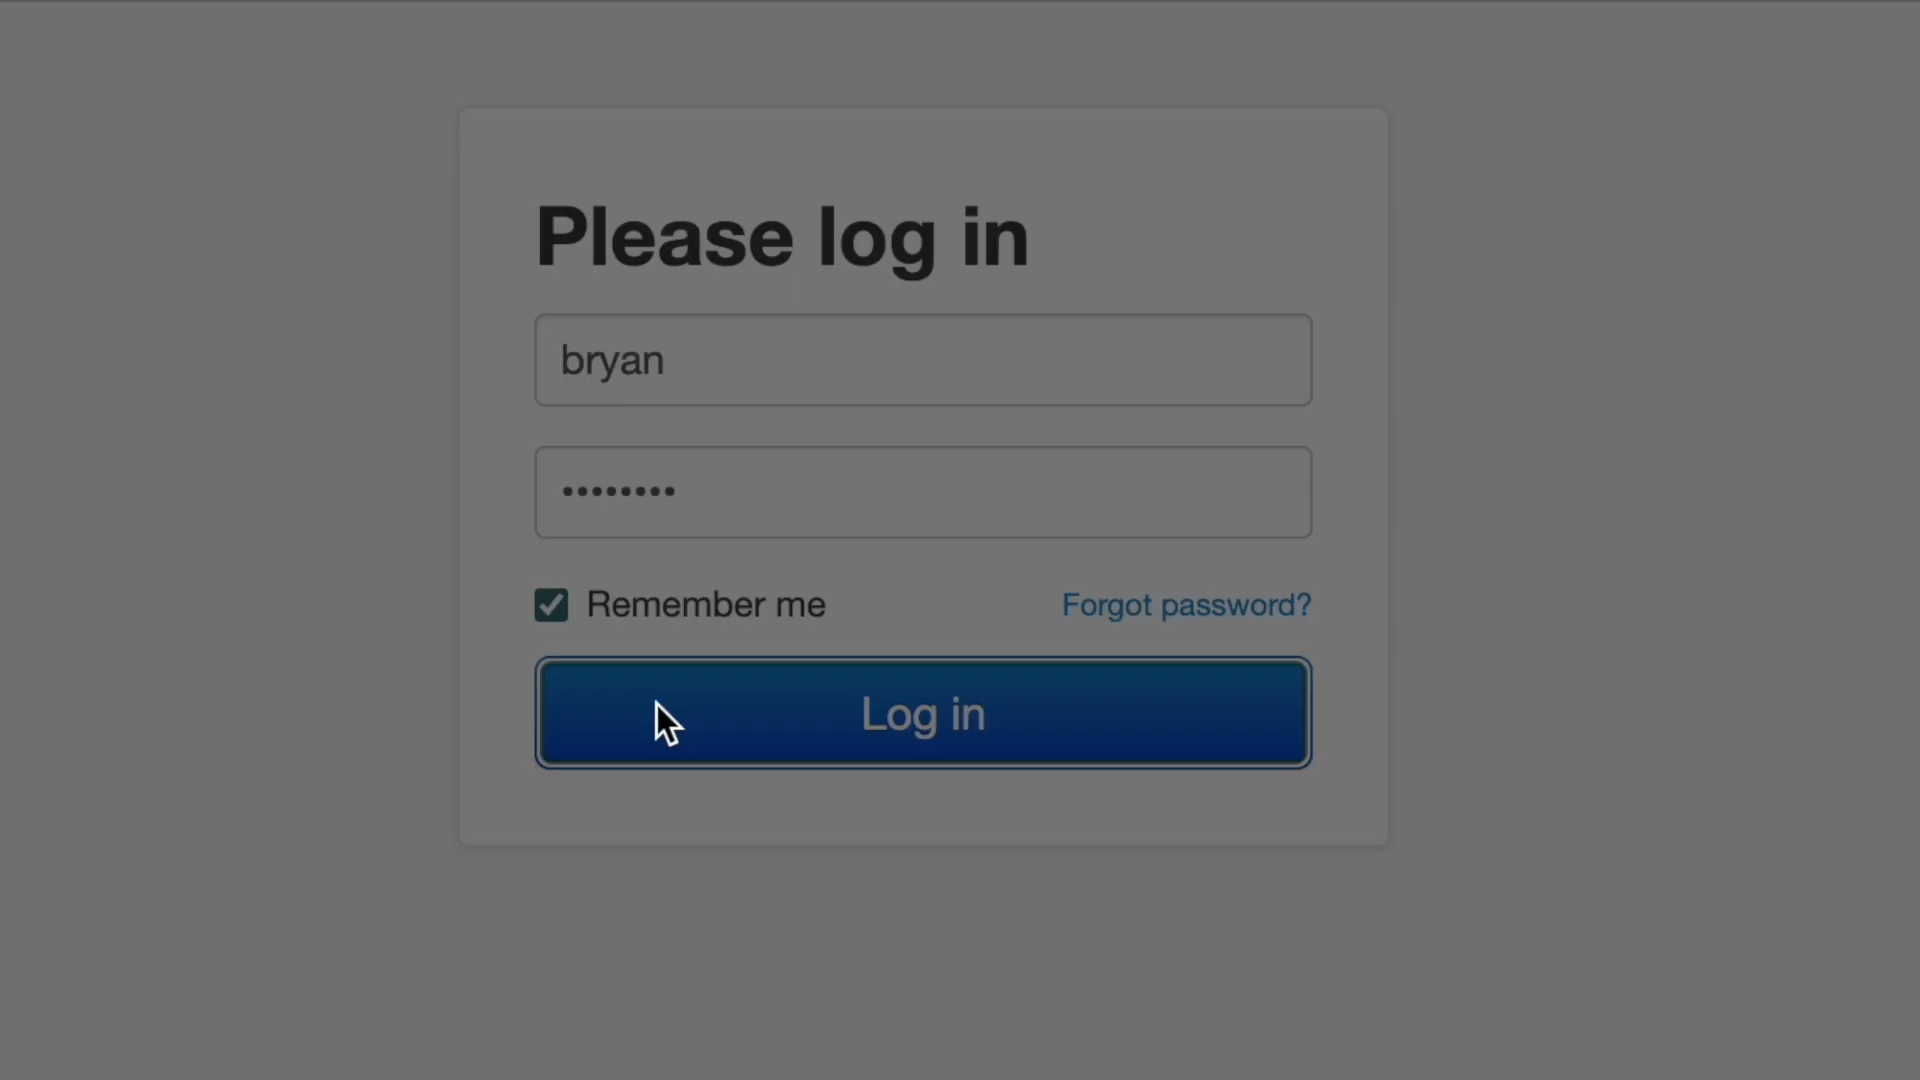 Please log in
bryan
••••••••
Remember me
Forgot password?
Log in